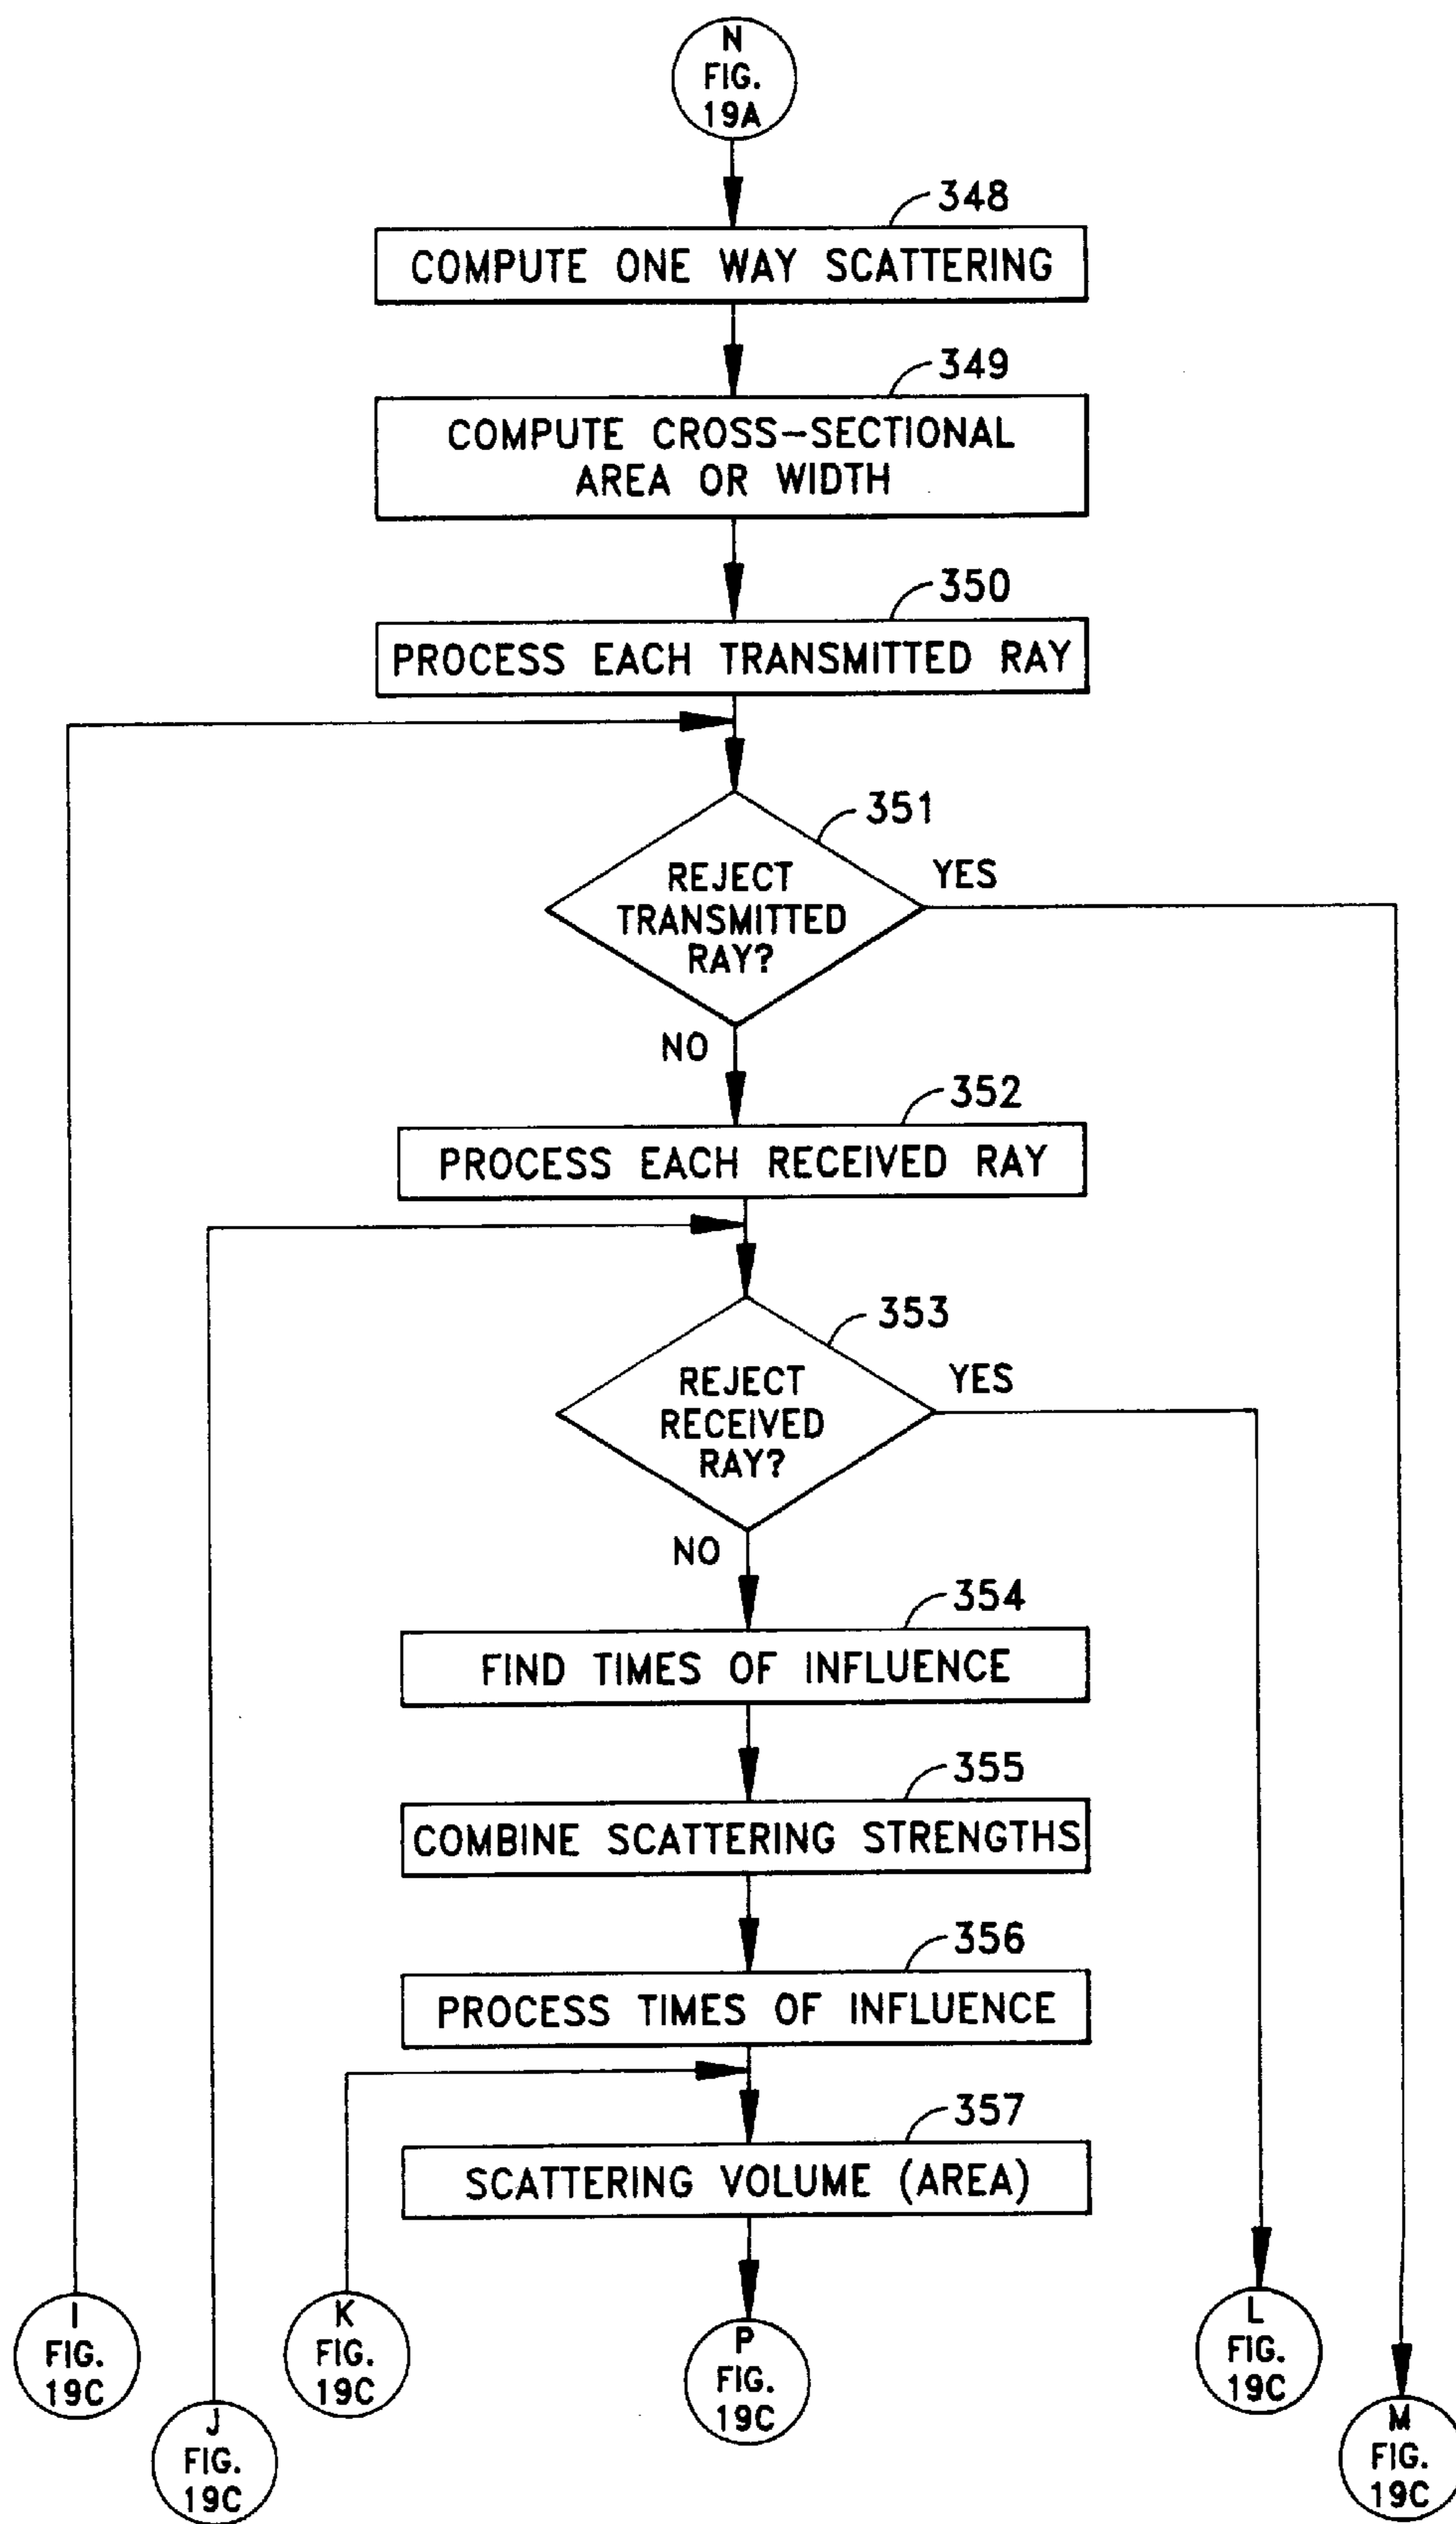 N
FIG.
19A
348
COMPUTE ONE WAY SCATTERING
349
COMPUTE CROSS-SECTIONAL
AREA OR WIDTH
350
PROCESS EACH TRANSMITTED RAY
351
REJECT
TRANSMITTED
RAY?
YES
NO
352
PROCESS EACH RECEIVED RAY
353
REJECT
RECEIVED
RAY?
YES
NO
354
FIND TIMES OF INFLUENCE
355
COMBINE SCATTERING STRENGTHS
356
PROCESS TIMES OF INFLUENCE
357
SCATTERING VOLUME (AREA)
I
FIG.
19C
J
FIG.
19C
K
FIG.
19C
P
FIG.
19C
L
FIG.
19C
M
FIG.
19C